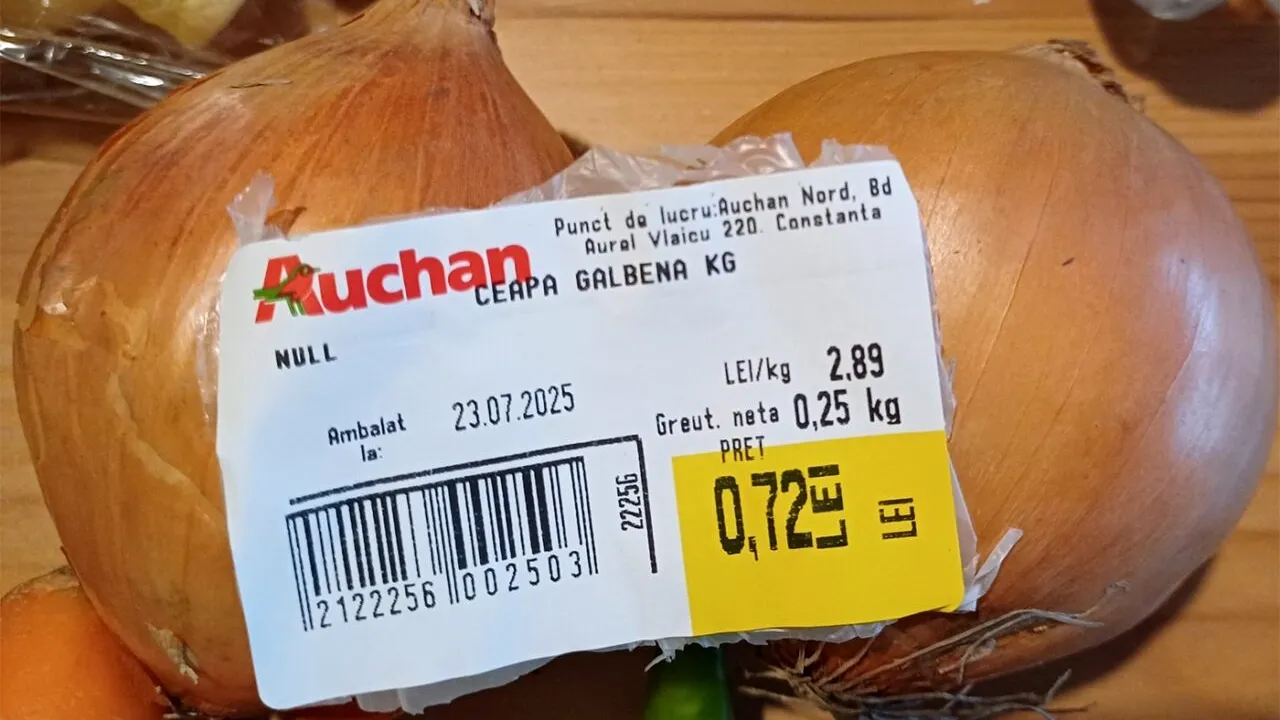 Punct de lucru:Auchan Nord, Bd
Aurel Vlaicu 220. Constanta
Auchan
CEAPA GALBENA KG
NULL
LEI/kg 2.89
Ambalat la: 23.07.2025
Greut. neta 0,25 kg
PRET
0,72 LEI LEI
22256
2122256 002503